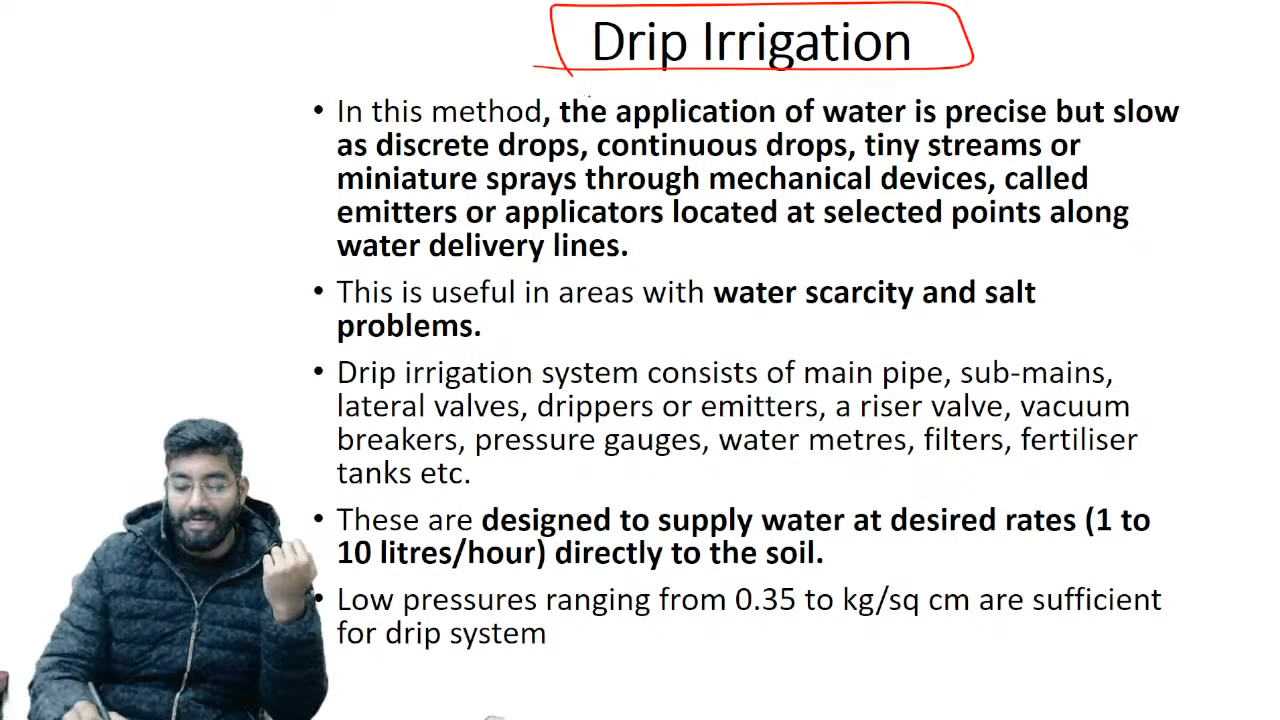 Drip Irrigation
• In this method, the application of water is precise but slow
as discrete drops, continuous drops, tiny streams or
miniature sprays through mechanical devices, called
emitters or applicators located at selected points along
water delivery lines.
• This is useful in areas with water scarcity and salt
problems.
• Drip irrigation system consists of main pipe, sub-mains,
lateral valves, drippers or emitters, a riser valve, vacuum
breakers, pressure gauges, water metres, filters, fertiliser
tanks etc.
• These are designed to supply water at desired rates (1 to
10 litres/hour) directly to the soil.
• Low pressures ranging from 0.35 to kg/sq cm are sufficient
for drip system